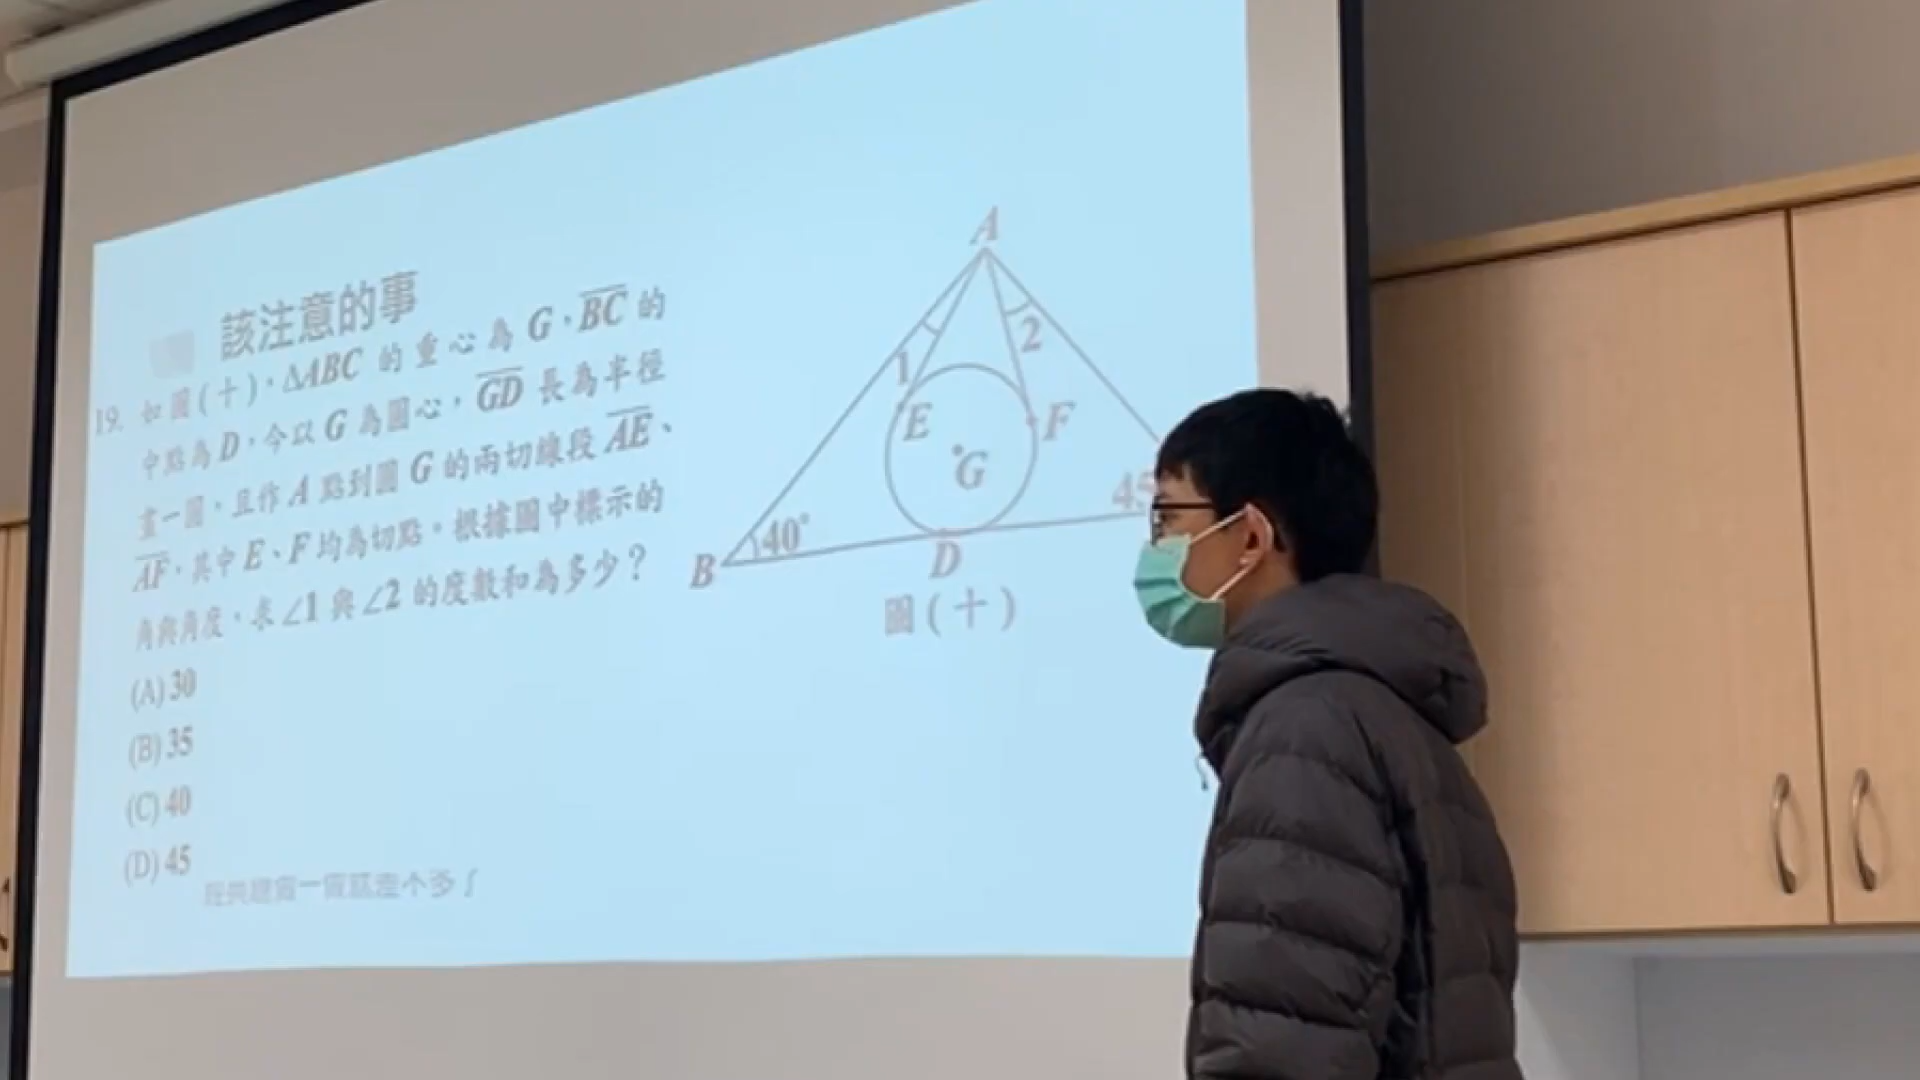 該注意的事
19. 如圖(十)，ΔABC 的重心為 G，BC 的
中點為 D，今以 G 為圓心，GD 長為半徑
畫一圓，且作 A 點到圓 G 的兩切線段 AE、
AF，其中 E、F 均為切點。根據圖中標示的
角與角度，求∠1 與∠2 的度數和為多少？
(A) 30
(B) 35
(C) 40
(D) 45
A
1
2
E
F
G
40°
45
B
D
圖(十)